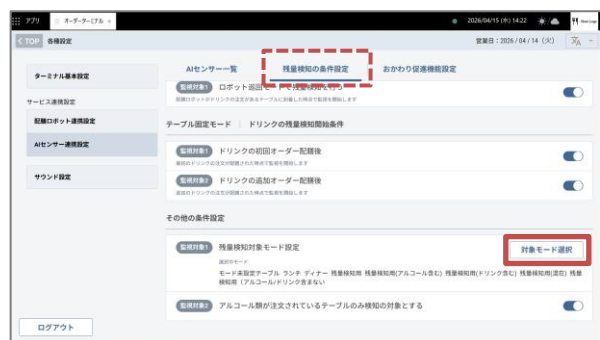 アプリ
オーダーターミナル ×
2026/04/15 (水) 14:22
< TOP
各種設定
営業日：2026 / 04 / 14（火）
ターミナル基本設定
サービス連携設定
配膳ロボット連携設定
AIセンサー連携設定
サウンド設定
ログアウト
AIセンサー一覧
残量検知の条件設定
おかわり促進機能設定
監視対象1 ロボット巡回モードで残量検知を行う
配膳ロボットがドリンクの注文があるテーブルに到着した時点で監視を開始します
テーブル固定モード | ドリンクの残量検知開始条件
監視対象1 ドリンクの初回オーダー配膳後
最初のドリンクの注文が配膳された時点で監視を開始します
監視対象2 ドリンクの追加オーダー配膳後
追加のドリンクの注文が配膳された時点で監視を開始します
その他の条件設定
監視対象1 残量検知対象モード設定
対象モード選択
選択中モード
モード未設定テーブル ランチ ディナー 残量検知用 残量検知用(アルコール含む) 残量検知用(ドリンク含む) 残量検知用(混在) 残量
検知用（アルコール/ドリンク含まない
監視対象2 アルコール類が注文されているテーブルのみ検知の対象とする